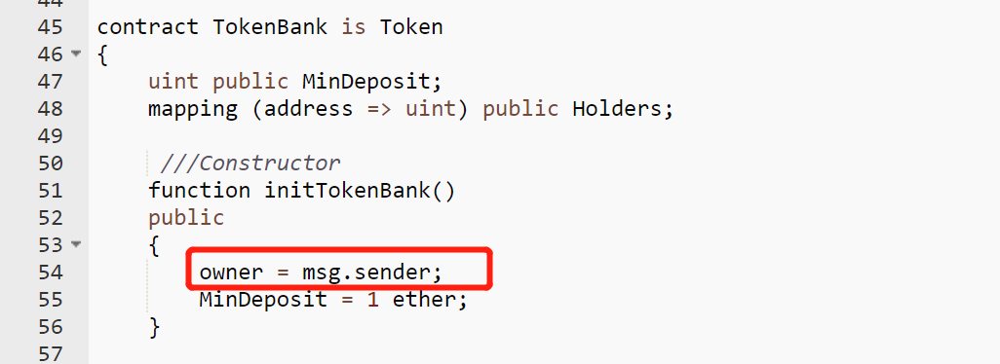 44
45 contract TokenBank is Token
46 {
47 uint public MinDeposit;
48 mapping (address => uint) public Holders;
49
50 ///Constructor
51 function initTokenBank()
52 public
53 {
54 owner = msg.sender;
55 MinDeposit = 1 ether;
56 }
57